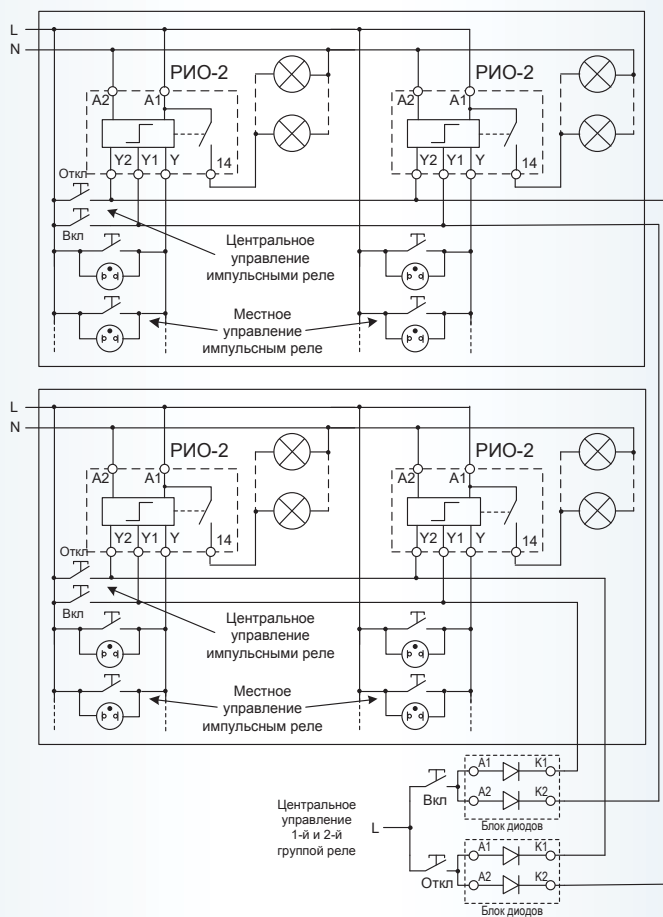 L
N
РИО-2
РИО-2
A2
A1
A2
A1
Y2
Y1
Y
14
Y2
Y1
Y
14
Откл
Вкл
Центральное
управление
импульсными реле
Местное
управление
импульсным реле
L
N
РИО-2
РИО-2
A2
A1
A2
A1
Y2
Y1
Y
14
Y2
Y1
Y
14
Откл
Вкл
Центральное
управление
импульсными реле
Местное
управление
импульсным реле
Центральное
управление
1-й и 2-й
группой реле
L
Вкл
A1
K1
A2
K2
Блок диодов
Откл
A1
K1
A2
K2
Блок диодов